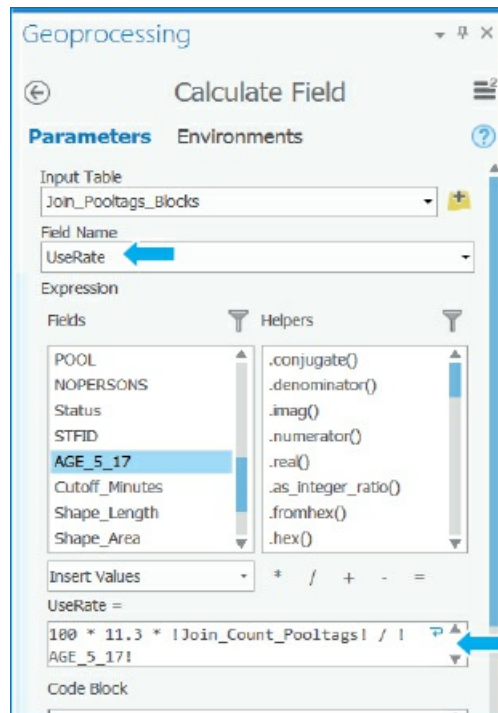 Geoprocessing
Calculate Field
2
Parameters Environments
?
Input Table
Join_Pooltags_Blocks
Field Name
UseRate
Expression
Fields Helpers
POOL .conjugate()
NOPERSONS .denominator()
Status .imag()
STFID .numerator()
AGE_5_17 .real()
Cutoff_Minutes .as_integer_ratio()
Shape_Length .fromhex()
Shape_Area .hex()
Insert Values * / + - =
UseRate =
100 * 11.3 * !Join_Count_Pooltags! / !
AGE_5_17!
Code Block